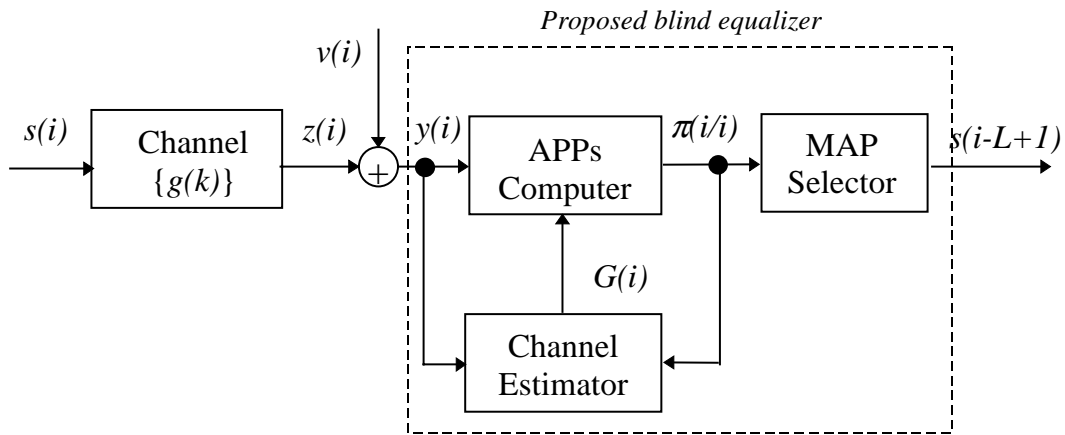 Proposed blind equalizer
v(i)
s(i)
Channel
{g(k)}
z(i)
+
y(i)
APPs
Computer
π(i/i)
MAP
Selector
s(i-L+1)
G(i)
Channel
Estimator